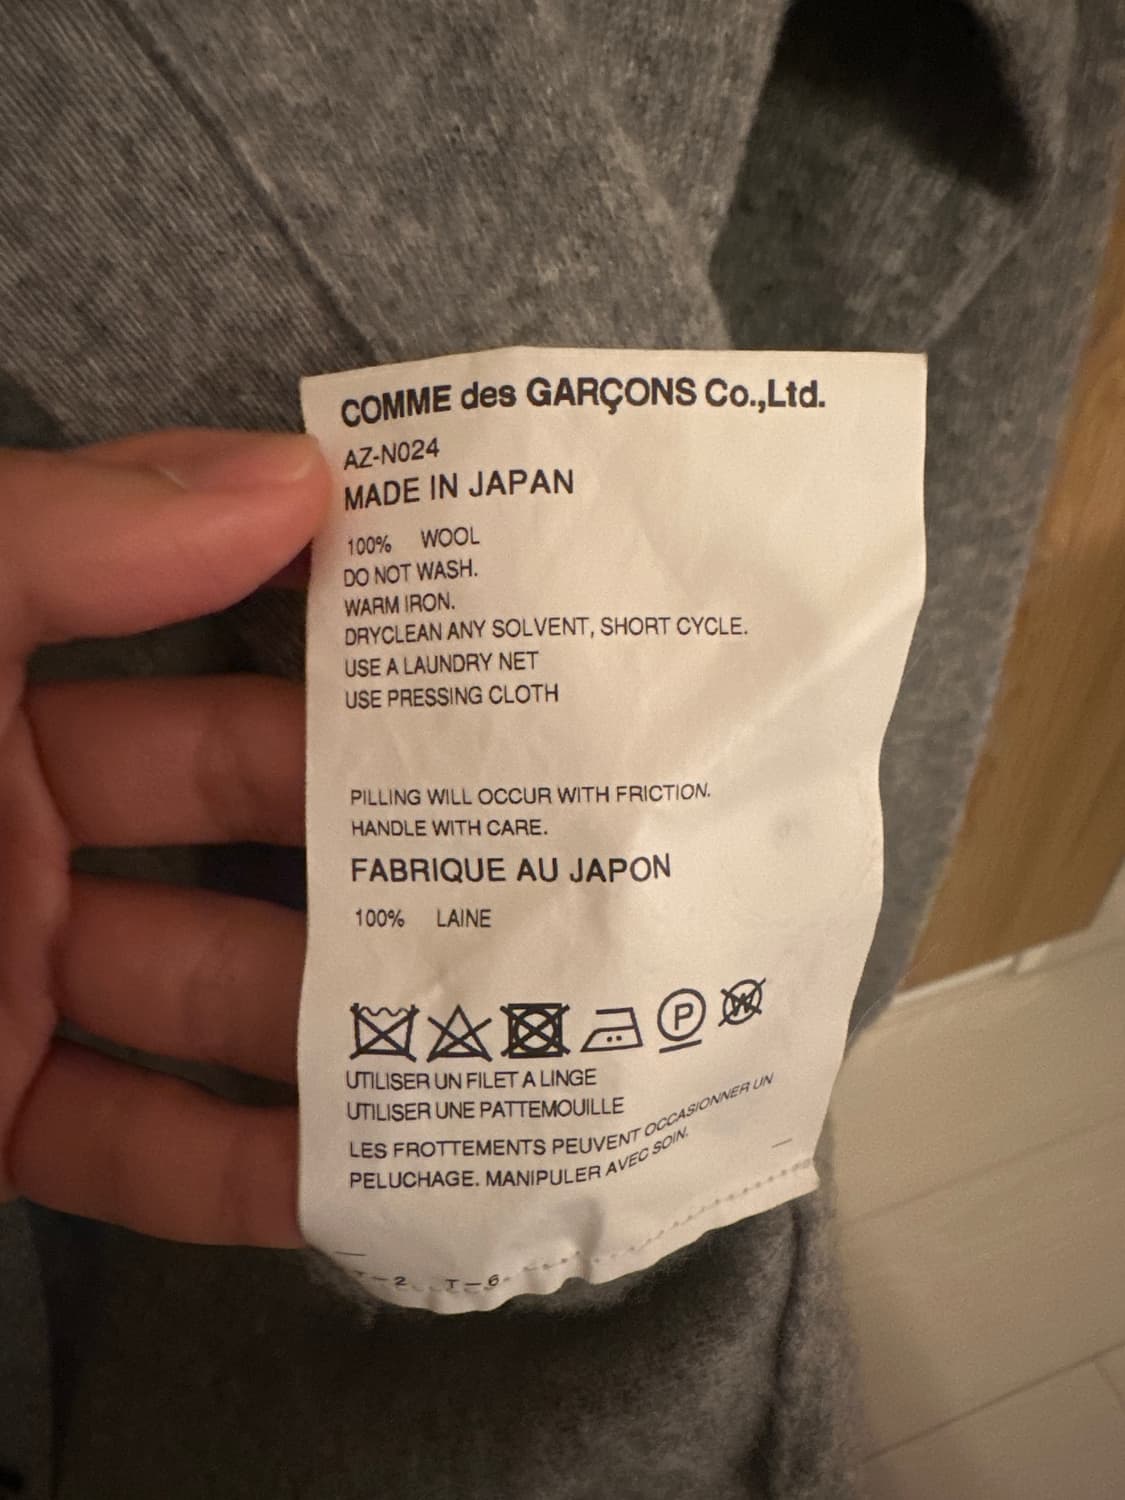 COMME des GARÇONS Co.,Ltd.
AZ-N024
MADE IN JAPAN
100% WOOL
DO NOT WASH.
WARM IRON.
DRYCLEAN ANY SOLVENT, SHORT CYCLE.
USE A LAUNDRY NET
USE PRESSING CLOTH
PILLING WILL OCCUR WITH FRICTION.
HANDLE WITH CARE.
FABRIQUE AU JAPON
100% LAINE
P W
UTILISER UN FILET A LINGE
UTILISER UNE PATTEMOUILLE
LES FROTTEMENTS PEUVENT OCCASIONNER UN
PELUCHAGE. MANIPULER AVEC SOIN.
T-6